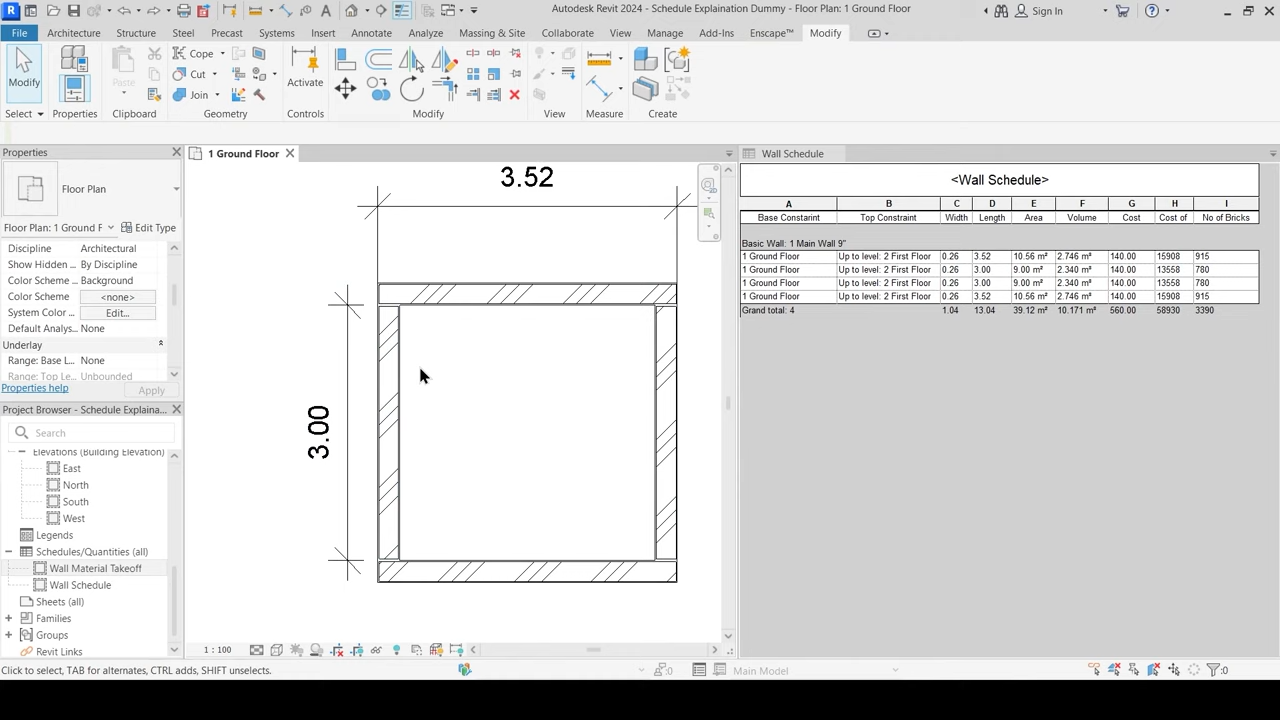 Autodesk Revit 2024 - Schedule Explaination Dummy - Floor Plan: 1 Ground Floor
Sign In
File Architecture Structure Steel Precast Systems Insert Annotate Analyze Massing & Site Collaborate View Manage Add-Ins Enscape™ Modify
Modify Paste Cope Cut Join Activate
Select Properties Clipboard Geometry Controls Modify View Measure Create
Properties
Floor Plan
Floor Plan: 1 Ground F Edit Type
Discipline Architectural
Show Hidden ... By Discipline
Color Scheme ... Background
Color Scheme <none>
System Color ... Edit...
Default Analys... None
Underlay
Range: Base L... None
Range: Top Le... Unbounded
Properties help Apply
Project Browser - Schedule Explaina...
Search
Elevations (Building Elevation)
East
North
South
West
Legends
Schedules/Quantities (all)
Wall Material Takeoff
Wall Schedule
Sheets (all)
Families
Groups
Revit Links
1 Ground Floor
3.52
3.00
1 : 100
Wall Schedule
<Wall Schedule>
A B C D E F G H I
Base Constarint Top Constraint Width Length Area Volume Cost Cost of No of Bricks
Basic Wall: 1 Main Wall 9"
1 Ground Floor Up to level: 2 First Floor 0.26 3.52 10.56 m² 2.746 m³ 140.00 15908 915
1 Ground Floor Up to level: 2 First Floor 0.26 3.00 9.00 m² 2.340 m³ 140.00 13558 780
1 Ground Floor Up to level: 2 First Floor 0.26 3.00 9.00 m² 2.340 m³ 140.00 13558 780
1 Ground Floor Up to level: 2 First Floor 0.26 3.52 10.56 m² 2.746 m³ 140.00 15908 915
Grand total: 4 1.04 13.04 39.12 m² 10.171 m³ 560.00 58930 3390
Click to select, TAB for alternates, CTRL adds, SHIFT unselects.
:0
Main Model
:0